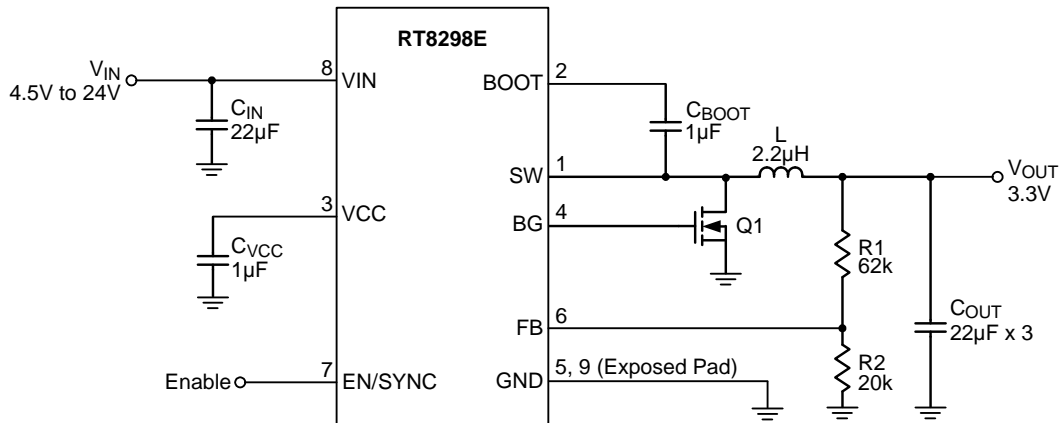 RT8298E
V_IN
4.5V to 24V
8
VIN
C_IN
22µF
3
VCC
C_VCC
1µF
Enable
7
EN/SYNC
BOOT
2
C_BOOT
1µF
SW
1
L
2.2µH
V_OUT
3.3V
BG
4
Q1
R1
62k
FB
6
C_OUT
22µF x 3
R2
20k
GND
5, 9 (Exposed Pad)